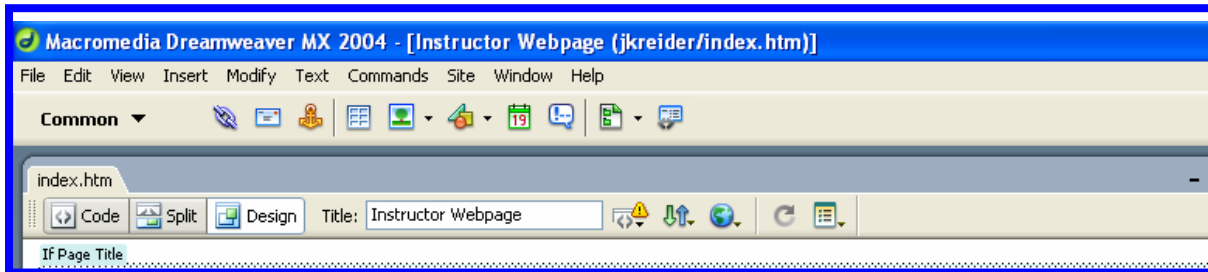 Macromedia Dreamweaver MX 2004 - [Instructor Webpage (jkreider/index.htm)]
File Edit View Insert Modify Text Commands Site Window Help
Common 19
index.htm
Code Split Design Title: Instructor Webpage
If Page Title